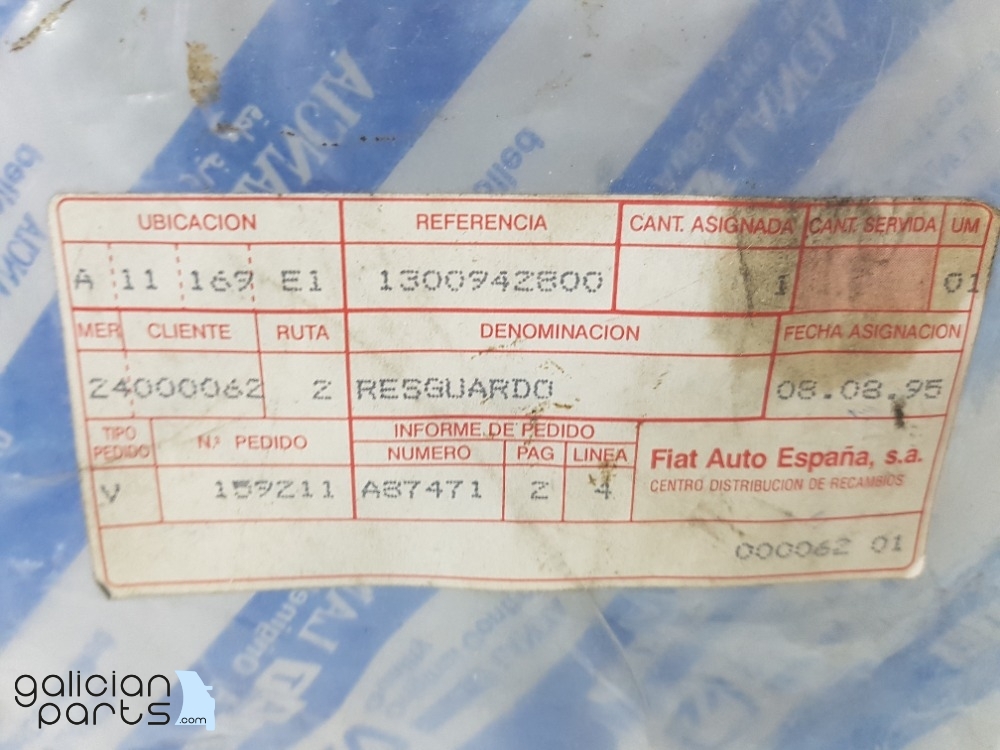 UBICACION REFERENCIA CANT. ASIGNADA CANT. SERVIDA UM
A 11 169 E1 1300942800 1 01
MER CLIENTE RUTA DENOMINACION FECHA ASIGNACION
24000062 2 RESGUARDO 08.08.95
TIPO PEDIDO N.º PEDIDO INFORME DE PEDIDO
NUMERO PAG LINEA
V 159211 A87471 2 4
Fiat Auto España, s.a.
CENTRO DISTRIBUCION DE RECAMBIOS
000062 01
galician
parts.com